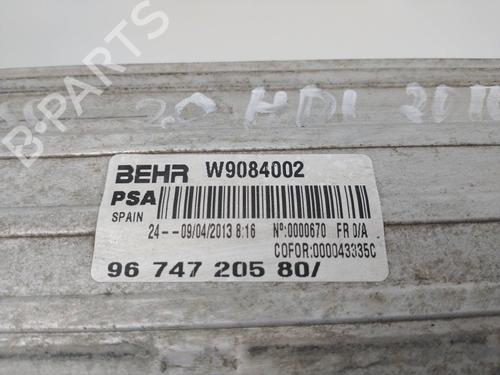 2.0 HDI
BEHR W9084002
PSA
SPAIN
24--09/04/2013 8:16 Nº:0000670 FR 0/A
COFOR:000043335C
96 747 205 80/
B-PARTS